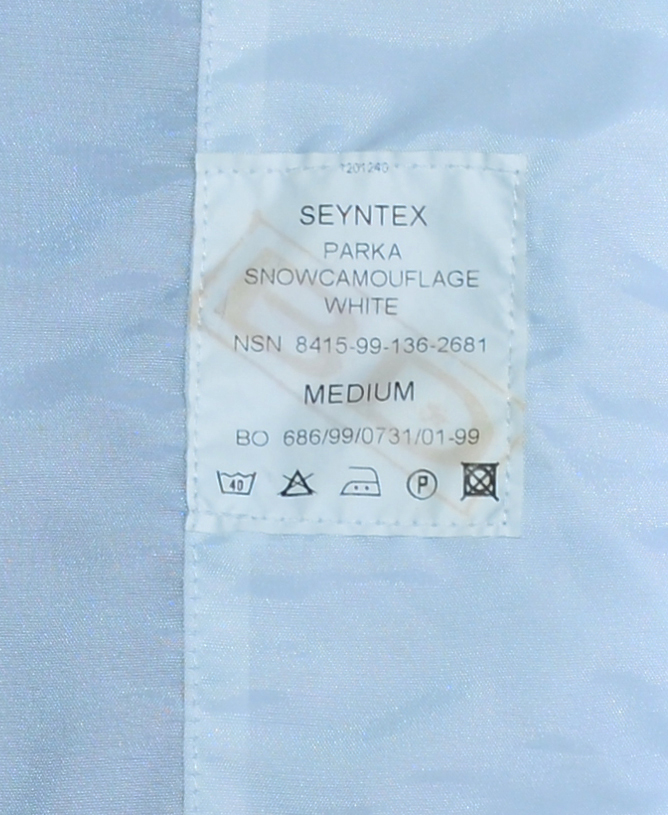 1201240
SEYNTEX
PARKA
SNOWCAMOUFLAGE
WHITE
NSN 8415-99-136-2681
MEDIUM
BO 686/99/0731/01-99
40 P